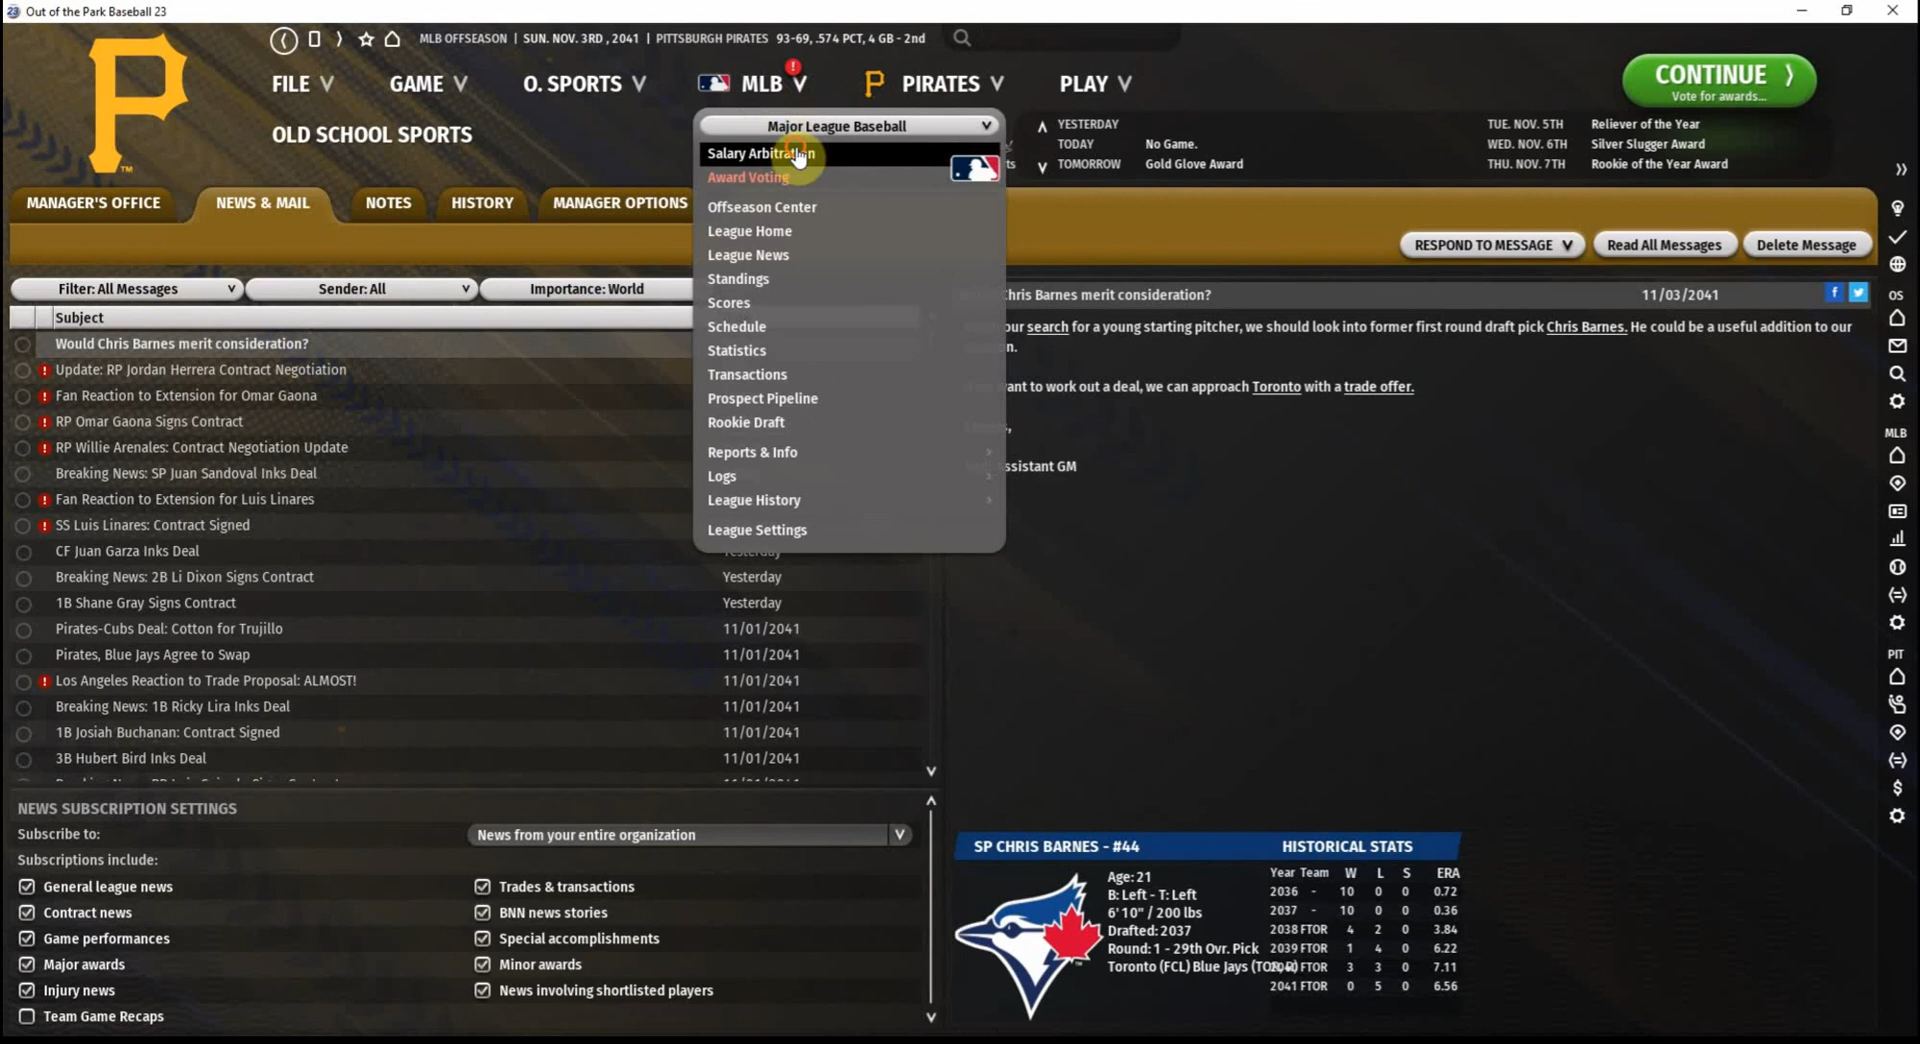 Out of the Park Baseball 23
MLB OFFSEASON | SUN. NOV. 3RD, 2041 | PITTSBURGH PIRATES 93-69, .574 PCT, 4 GB - 2nd
FILE GAME O. SPORTS MLB PIRATES PLAY
CONTINUE
Vote for awards...
OLD SCHOOL SPORTS
Major League Baseball
Salary Arbitration
Award Voting
Offseason Center
League Home
League News
Standings
Scores
Schedule
Statistics
Transactions
Prospect Pipeline
Rookie Draft
Reports & Info
Logs
League History
League Settings
YESTERDAY
TODAY No Game.
TOMORROW Gold Glove Award
TUE. NOV. 5TH Reliever of the Year
WED. NOV. 6TH Silver Slugger Award
THU. NOV. 7TH Rookie of the Year Award
MANAGER'S OFFICE NEWS & MAIL NOTES HISTORY MANAGER OPTIONS
RESPOND TO MESSAGE Read All Messages Delete Message
Filter: All Messages Sender: All Importance: World
Subject
Would Chris Barnes merit consideration?
Update: RP Jordan Herrera Contract Negotiation
Fan Reaction to Extension for Omar Gaona
RP Omar Gaona Signs Contract
RP Willie Arenales: Contract Negotiation Update
Breaking News: SP Juan Sandoval Inks Deal
Fan Reaction to Extension for Luis Linares
SS Luis Linares: Contract Signed
CF Juan Garza Inks Deal Yesterday
Breaking News: 2B Li Dixon Signs Contract Yesterday
1B Shane Gray Signs Contract Yesterday
Pirates-Cubs Deal: Cotton for Trujillo 11/01/2041
Pirates, Blue Jays Agree to Swap 11/01/2041
Los Angeles Reaction to Trade Proposal: ALMOST! 11/01/2041
Breaking News: 1B Ricky Lira Inks Deal 11/01/2041
1B Josiah Buchanan: Contract Signed 11/01/2041
3B Hubert Bird Inks Deal 11/01/2041
Chris Barnes merit consideration? 11/03/2041
our search for a young starting pitcher, we should look into former first round draft pick Chris Barnes. He could be a useful addition to our
want to work out a deal, we can approach Toronto with a trade offer.
Assistant GM
NEWS SUBSCRIPTION SETTINGS
Subscribe to: News from your entire organization
Subscriptions include:
General league news Trades & transactions
Contract news BNN news stories
Game performances Special accomplishments
Major awards Minor awards
Injury news News involving shortlisted players
Team Game Recaps
SP CHRIS BARNES - #44 HISTORICAL STATS
Age: 21
B: Left - T: Left
6' 10" / 200 lbs
Drafted: 2037
Round: 1 - 29th Ovr. Pick
Toronto (FCL) Blue Jays
Year Team W L S ERA
2036 - 10 0 0 0.72
2037 - 10 0 0 0.36
2038 FTOR 4 2 0 3.84
2039 FTOR 1 4 0 6.22
FTOR 3 3 0 7.11
2041 FTOR 0 5 0 6.56
OS
MLB
PIT